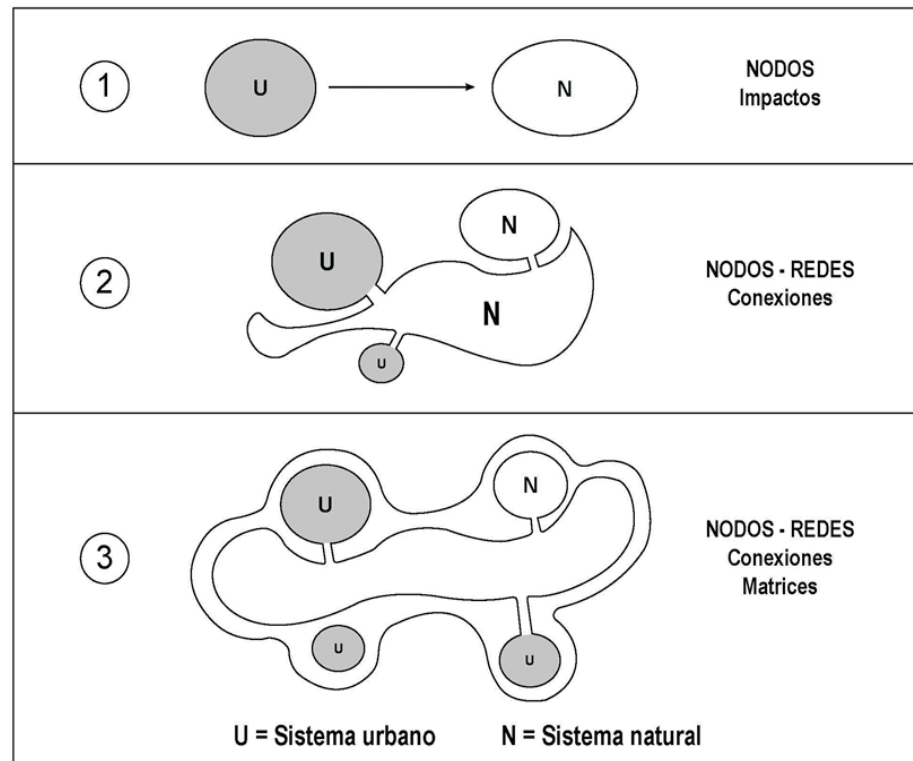 1
U
N
NODOS
Impactos
2
U
N
N
U
NODOS - REDES
Conexiones
3
U
N
U
U
NODOS - REDES
Conexiones
Matrices
U = Sistema urbano
N = Sistema natural